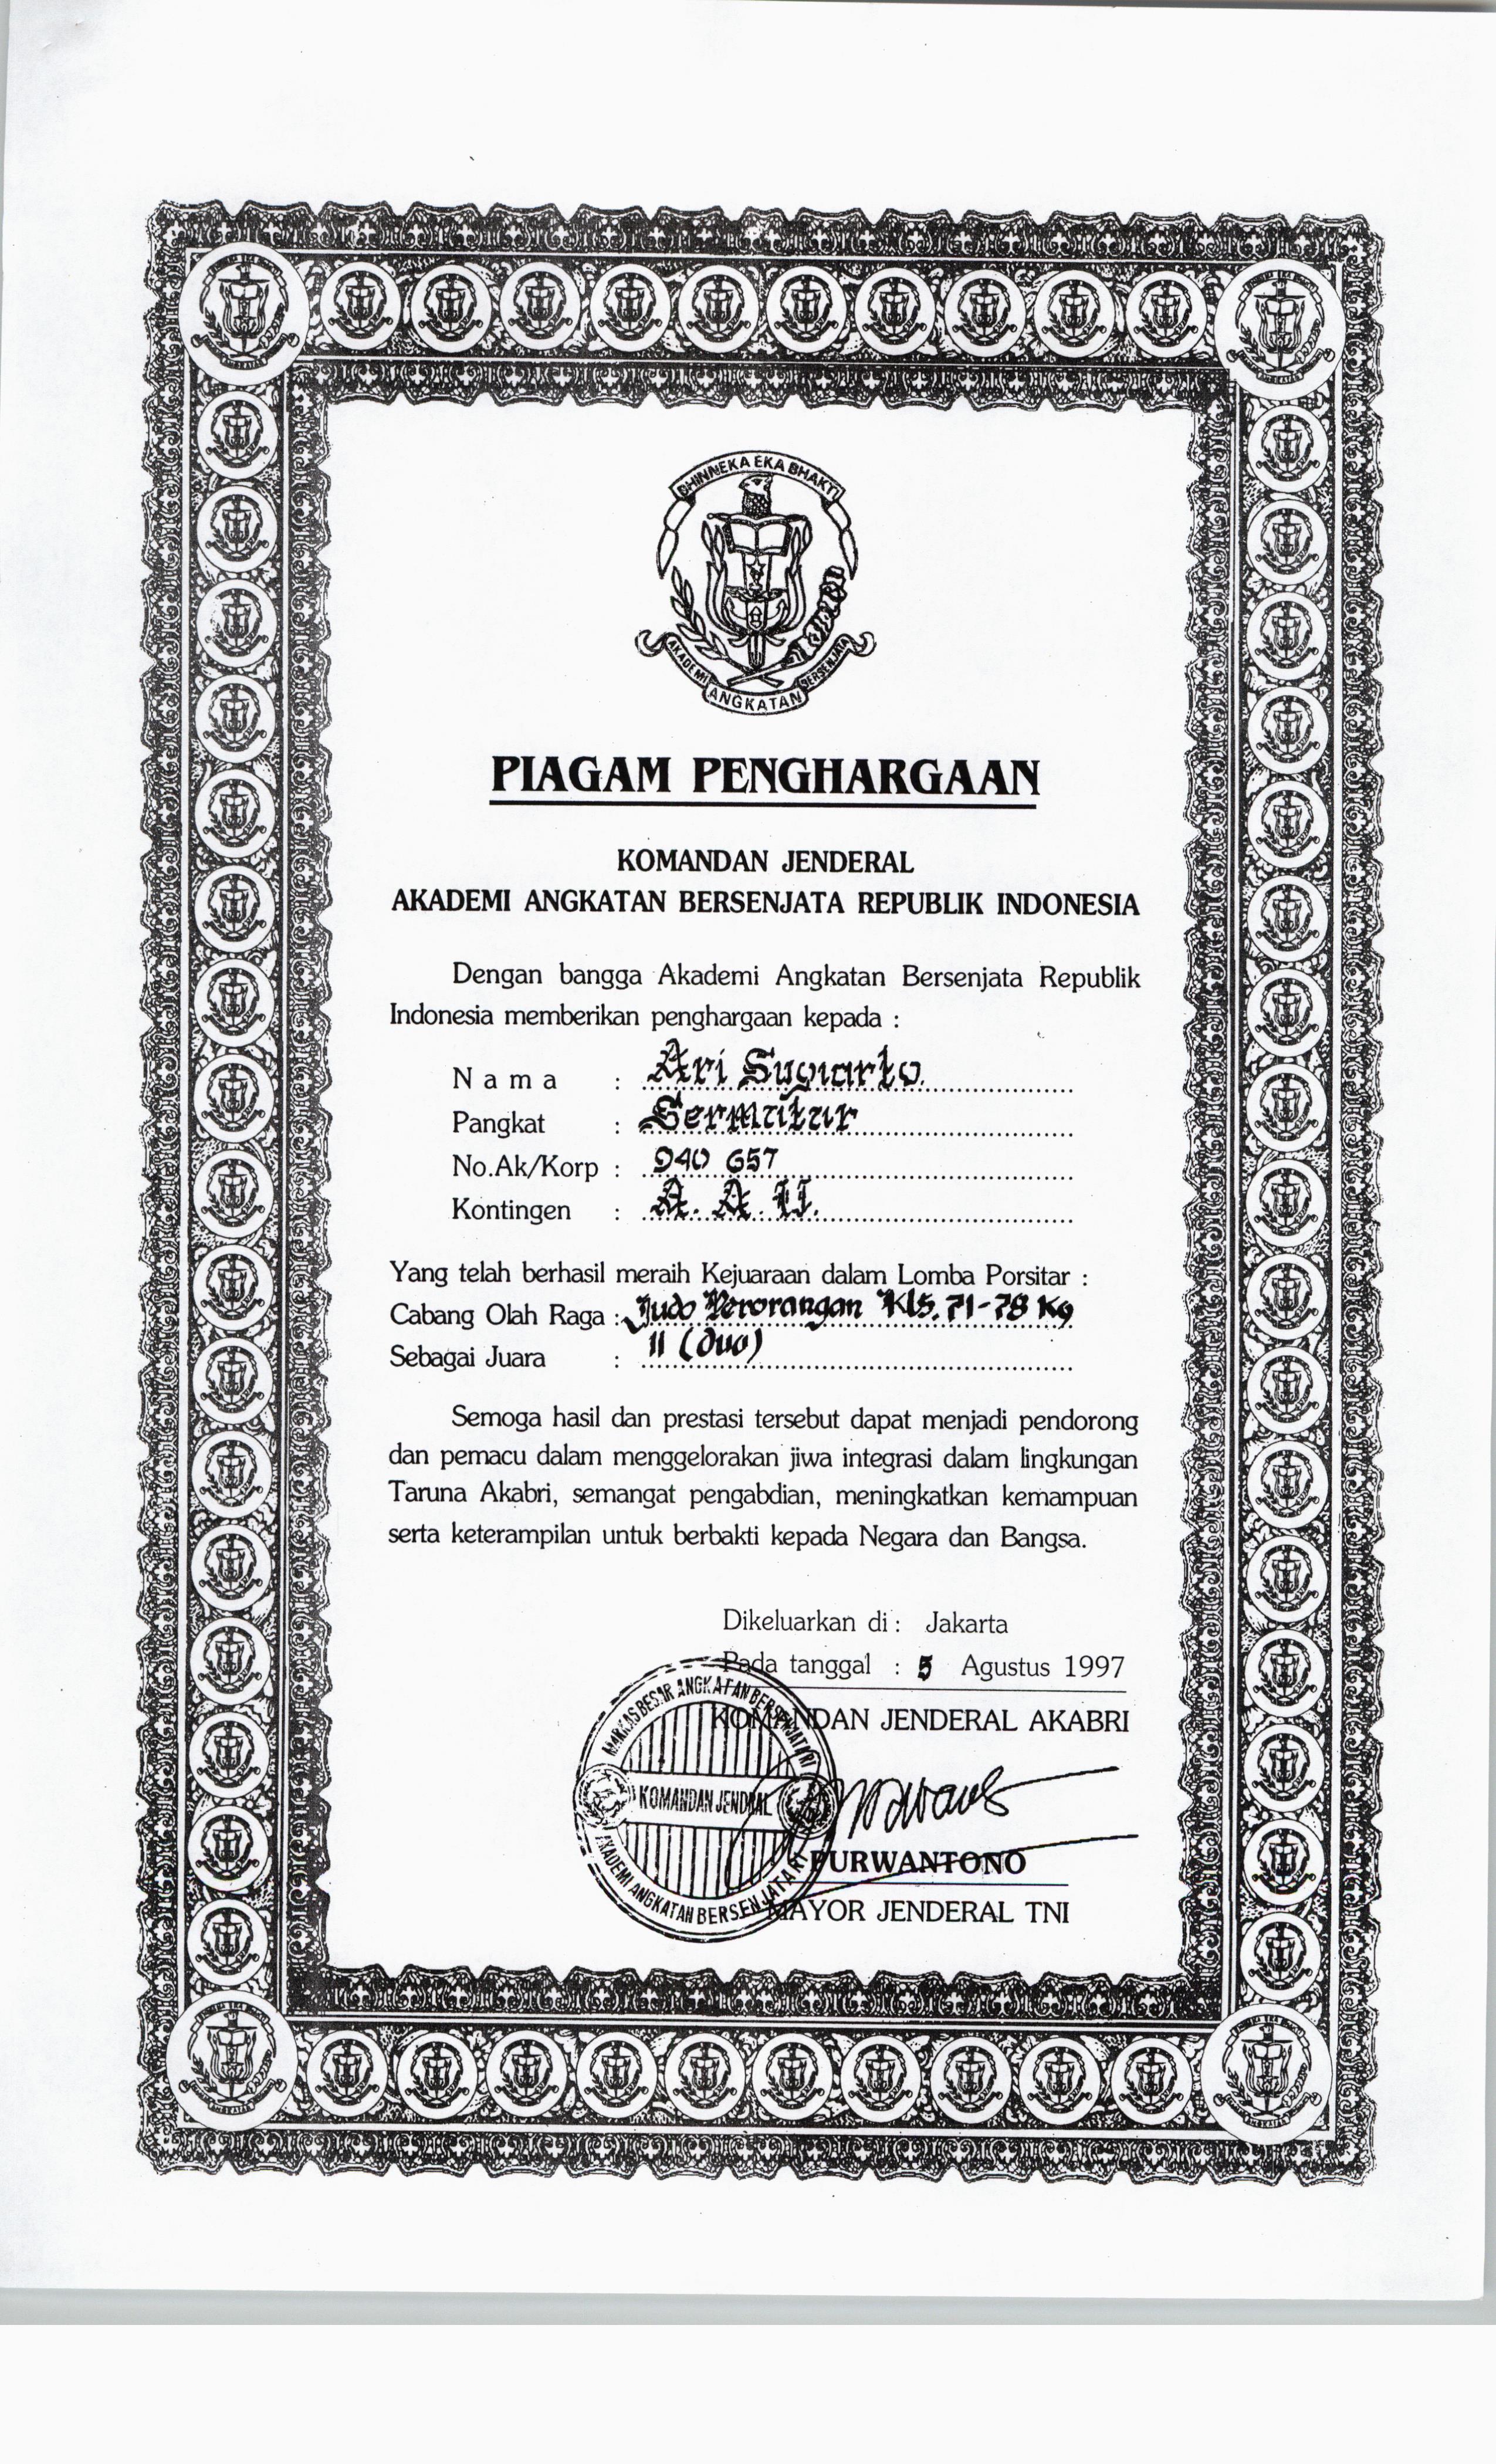 BHINNEKA EKA BHAKTI
AKADEMI ANGKATAN BERSENJATA
PIAGAM PENGHARGAAN
KOMANDAN JENDERAL
AKADEMI ANGKATAN BERSENJATA REPUBLIK INDONESIA
Dengan bangga Akademi Angkatan Bersenjata Republik
Indonesia memberikan penghargaan kepada :
Nama : Ari Sugiarto.
Pangkat : Sermatar
No.Ak/Korp : 940 657
Kontingen : A. A. U.
Yang telah berhasil meraih Kejuaraan dalam Lomba Porsitar :
Cabang Olah Raga : Judo Perorangan Kls. 71-78 Kg
Sebagai Juara : II (dua)
Semoga hasil dan prestasi tersebut dapat menjadi pendorong
dan pemacu dalam menggelorakan jiwa integrasi dalam lingkungan
Taruna Akabri, semangat pengabdian, meningkatkan kemampuan
serta keterampilan untuk berbakti kepada Negara dan Bangsa.
Dikeluarkan di : Jakarta
Pada tanggal : 5 Agustus 1997
KOMANDAN JENDERAL AKABRI
MARKAS BESAR ANGKATAN BERSENJATA RI
KOMANDAN JENDRAL
AKADEMI ANGKATAN BERSENJATA RI
PURWANTONO
MAYOR JENDERAL TNI